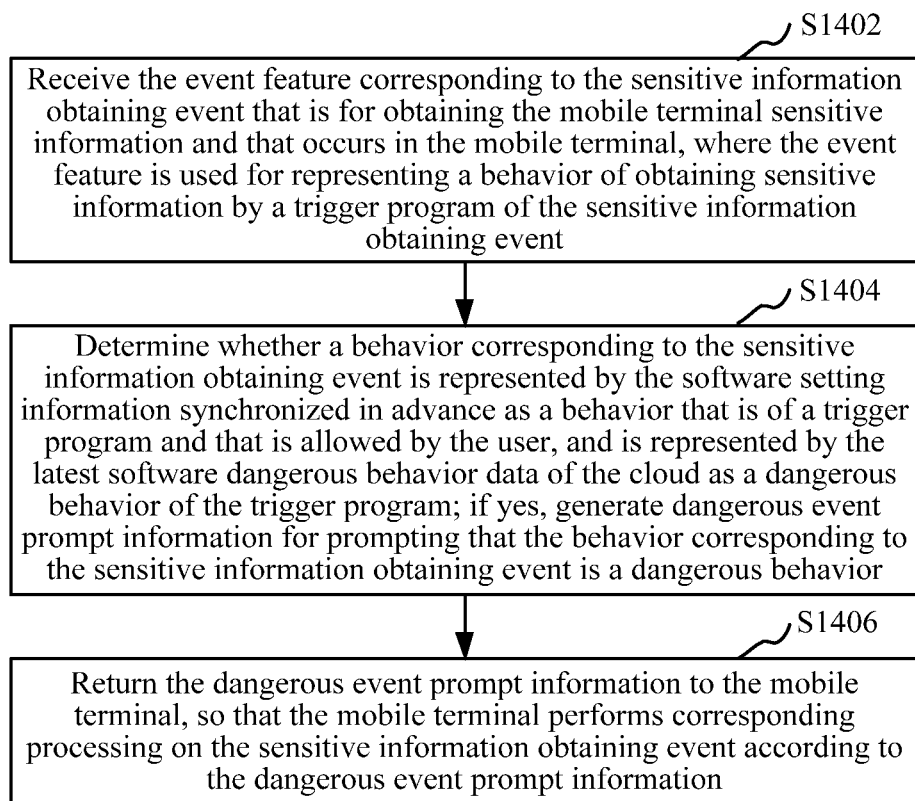 S1402
Receive the event feature corresponding to the sensitive information
obtaining event that is for obtaining the mobile terminal sensitive
information and that occurs in the mobile terminal, where the event
feature is used for representing a behavior of obtaining sensitive
information by a trigger program of the sensitive information
obtaining event
S1404
Determine whether a behavior corresponding to the sensitive
information obtaining event is represented by the software setting
information synchronized in advance as a behavior that is of a trigger
program and that is allowed by the user, and is represented by the
latest software dangerous behavior data of the cloud as a dangerous
behavior of the trigger program; if yes, generate dangerous event
prompt information for prompting that the behavior corresponding to
the sensitive information obtaining event is a dangerous behavior
S1406
Return the dangerous event prompt information to the mobile
terminal, so that the mobile terminal performs corresponding
processing on the sensitive information obtaining event according to
the dangerous event prompt information